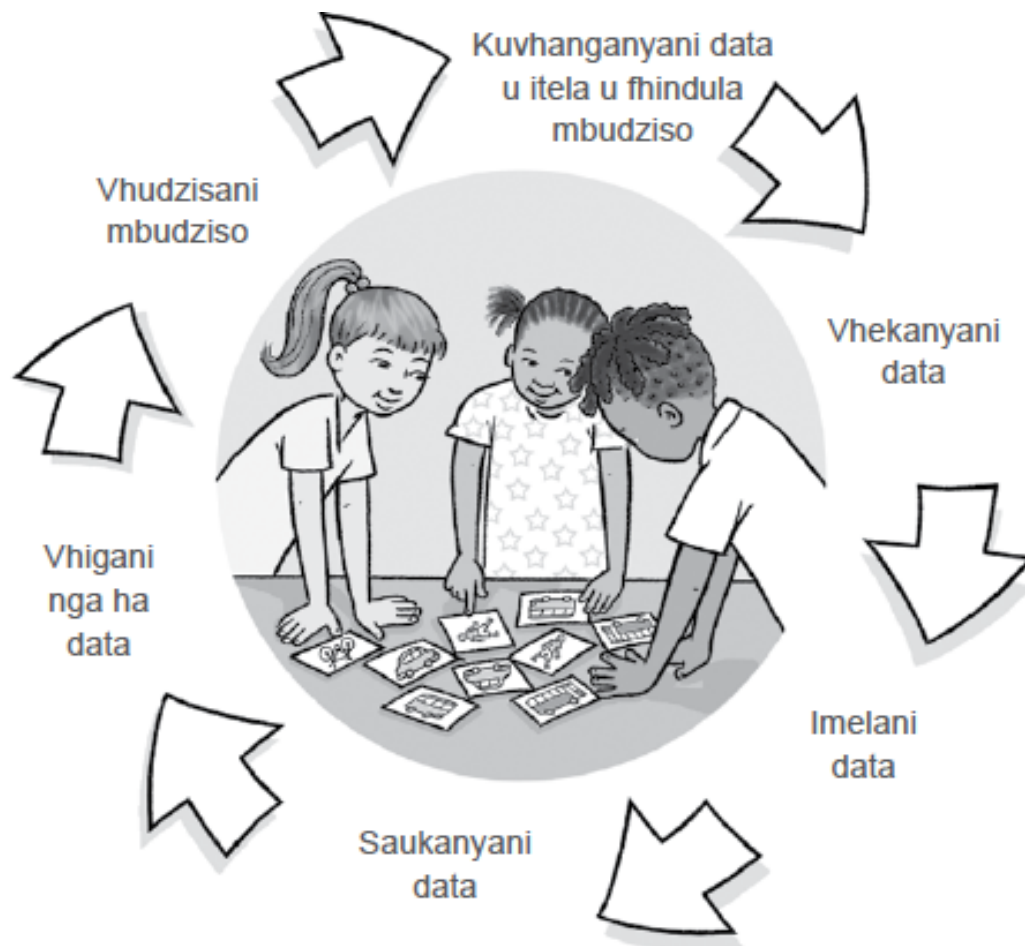 Kuvhanganyani data
u itela u fhindula
mbudziso
Vhekanyani
data
Imelani
data
Saukanyani
data
Vhigani
nga ha
data
Vhudzisani
mbudziso